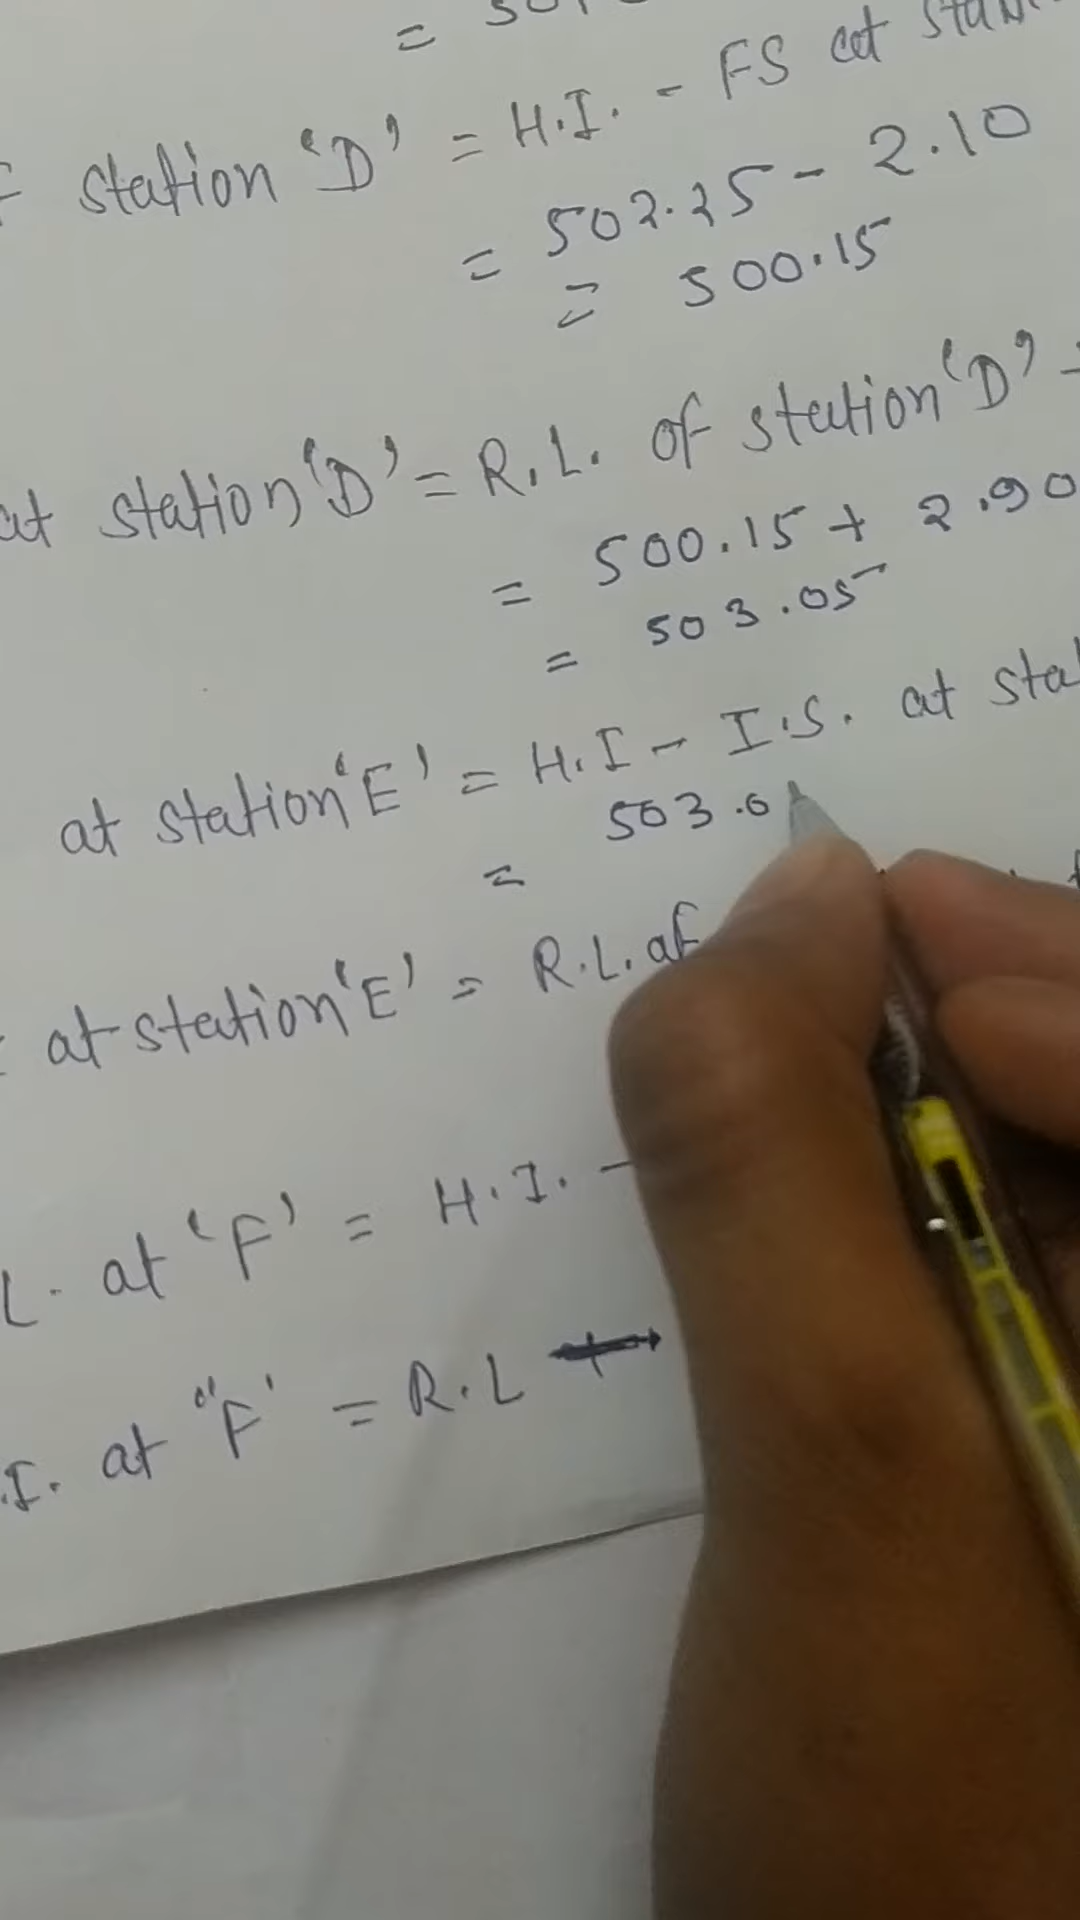 station 'D' = H.I. - FS at
= 502.25 - 2.10
= 500.15
at station 'D' = R.L. of station 'D'
= 500.15 + 2.90
= 503.05
at station 'E' = H.I - I.S. at
= 503.0
at station 'E' = R.L. of
L. at 'F' = H.I. -
.I. at "F' = R.L